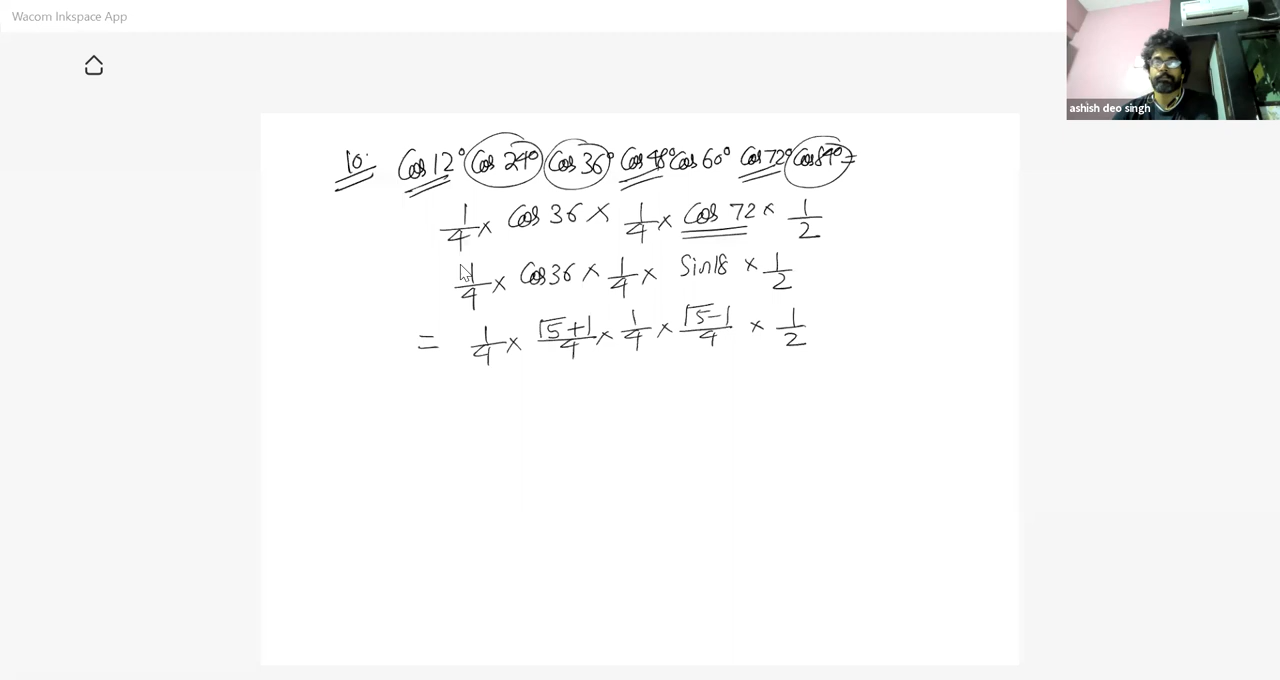 Wacom Inkspace App
ashish deo singh
10. Cos 12° Cos 24° Cos 36° Cos 48° Cos 60° Cos 72° Cos 84° =
1/4 × Cos 36 × 1/4 × Cos 72 × 1/2
1/4 × Cos 36 × 1/4 × Sin 18 × 1/2
= 1/4 × √5+1/4 × 1/4 × √5-1/4 × 1/2